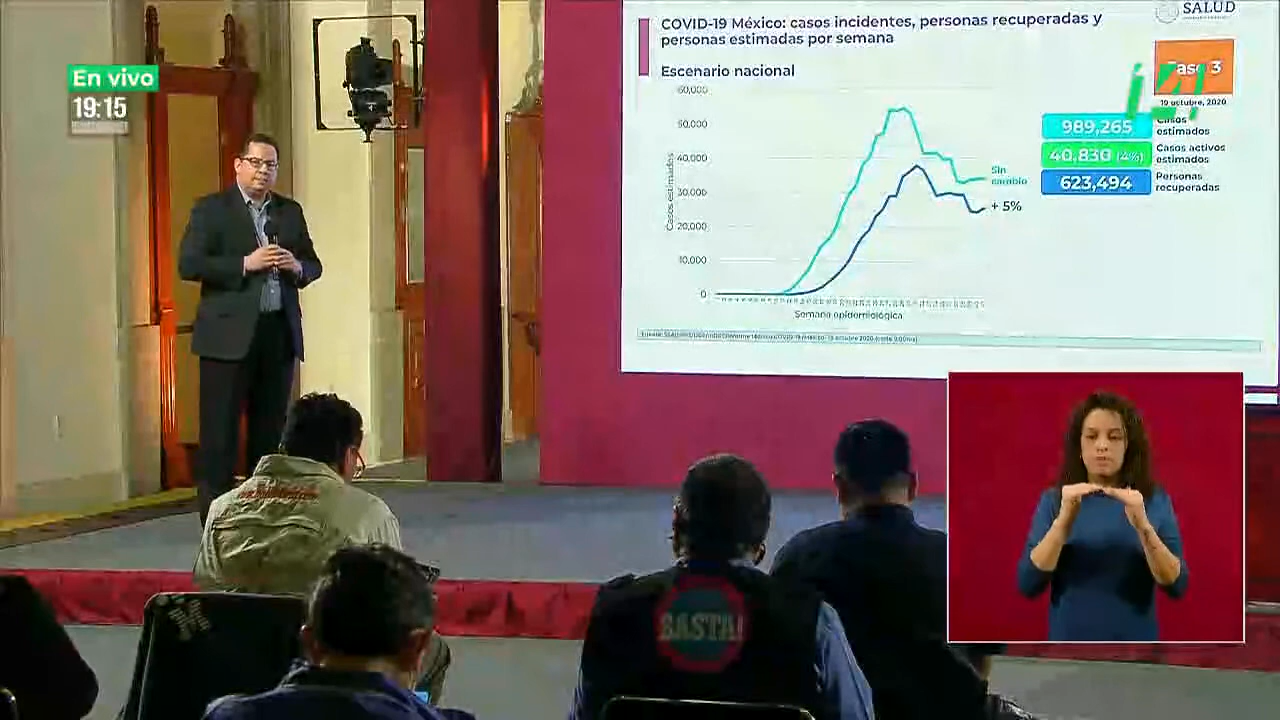 En vivo
19:15
COVID-19 México: casos incidentes, personas recuperadas y
personas estimadas por semana
SALUD
Escenario nacional
Fase 3
19 octubre, 2020
989,265
Casos
estimados
40,830 (4%)
Casos activos
estimados
623,494
Personas
recuperadas
60,000
50,000
40,000
30,000
20,000
10,000
0
Casos estimados
Sin
cambio
+ 5%
Semana epidemiológica
BASTA!